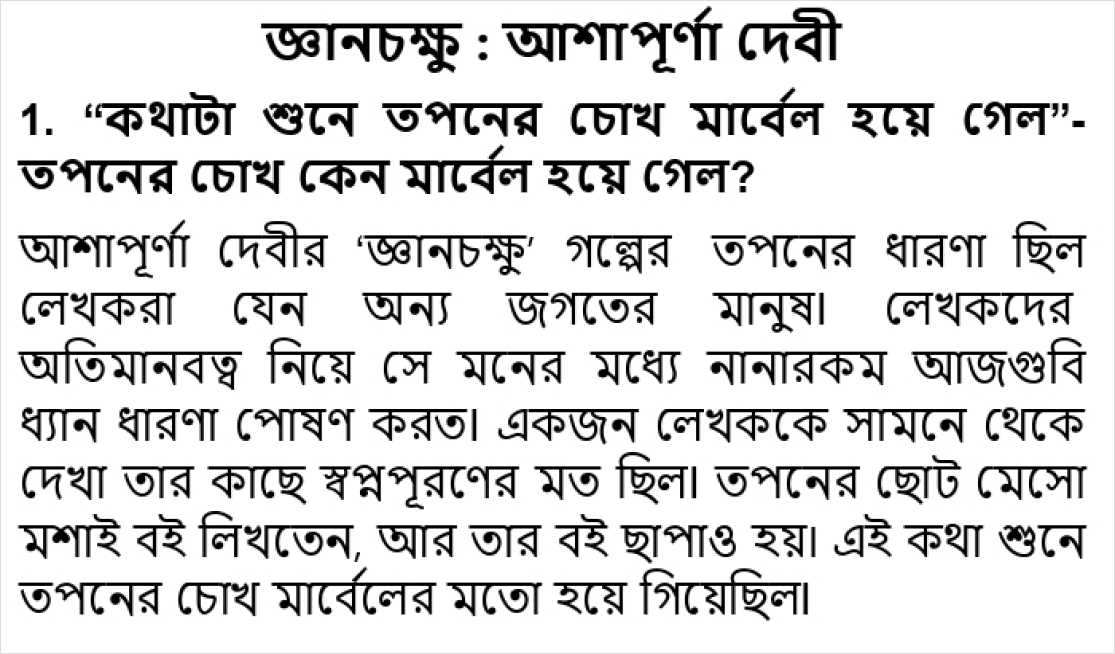 জ্ঞানচক্ষু : আশাপূর্ণা দেবী
1. “কথাটা শুনে তপনের চোখ মার্বেল হয়ে গেল”-
তপনের চোখ কেন মার্বেল হয়ে গেল?
আশাপূর্ণা দেবীর ‘জ্ঞানচক্ষু’ গল্পের তপনের ধারণা ছিল
লেখকরা যেন অন্য জগতের মানুষ। লেখকদের
অতিমানবত্ব নিয়ে সে মনের মধ্যে নানারকম আজগুবি
ধ্যান ধারণা পোষণ করত। একজন লেখককে সামনে থেকে
দেখা তার কাছে স্বপ্নপূরণের মত ছিল। তপনের ছোট মেসো
মশাই বই লিখতেন, আর তার বই ছাপাও হয়। এই কথা শুনে
তপনের চোখ মার্বেলের মতো হয়ে গিয়েছিল।